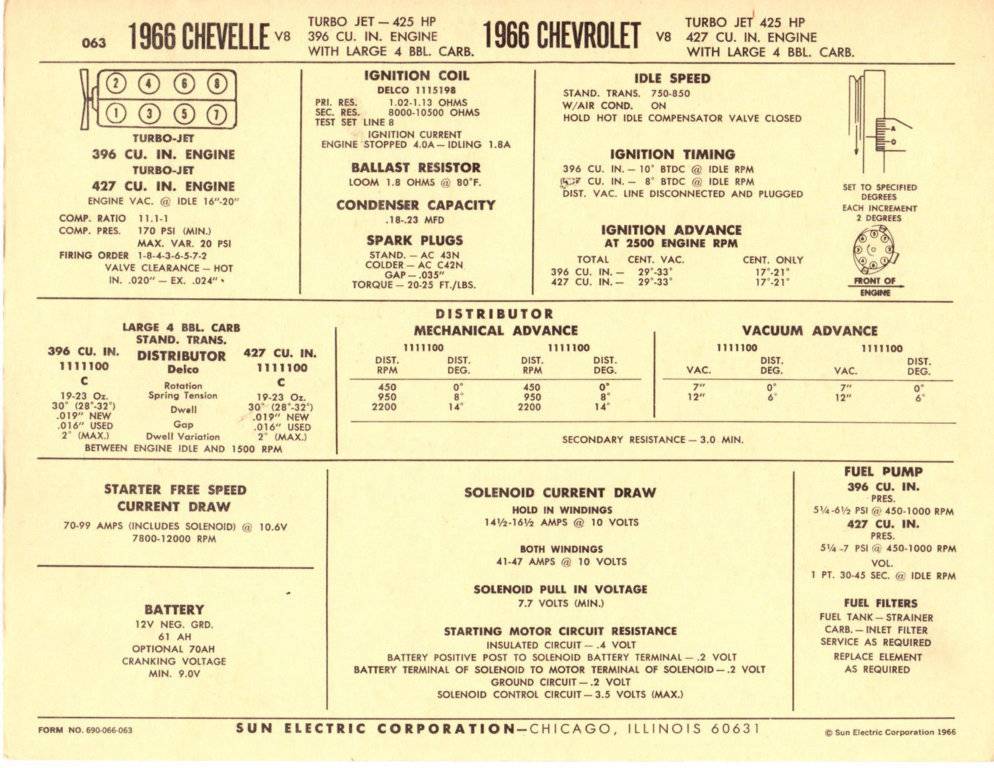 063 1966 CHEVELLE V8 TURBO JET — 425 HP 396 CU. IN. ENGINE WITH LARGE 4 BBL. CARB.
1966 CHEVROLET V8 TURBO JET 425 HP 427 CU. IN. ENGINE WITH LARGE 4 BBL. CARB.
2 4 6 8
1 3 5 7
TURBO-JET
396 CU. IN. ENGINE
TURBO-JET
427 CU. IN. ENGINE
ENGINE VAC. @ IDLE 16"-20"
COMP. RATIO 11.1-1
COMP. PRES. 170 PSI (MIN.)
MAX. VAR. 20 PSI
FIRING ORDER 1-8-4-3-6-5-7-2
VALVE CLEARANCE — HOT
IN. .020" — EX. .024"
IGNITION COIL
DELCO 1115198
PRI. RES. 1.02-1.13 OHMS
SEC. RES. 8000-10500 OHMS
TEST SET LINE 8
IGNITION CURRENT
ENGINE STOPPED 4.0A — IDLING 1.8A
BALLAST RESISTOR
LOOM 1.8 OHMS @ 80°F.
CONDENSER CAPACITY
.18-.23 MFD
SPARK PLUGS
STAND. — AC 43N
COLDER — AC C42N
GAP — .035"
TORQUE — 20-25 FT./LBS.
IDLE SPEED
STAND. TRANS. 750-850
W/AIR COND. ON
HOLD HOT IDLE COMPENSATOR VALVE CLOSED
IGNITION TIMING
396 CU. IN. — 10° BTDC @ IDLE RPM
CU. IN. — 8° BTDC @ IDLE RPM
DIST. VAC. LINE DISCONNECTED AND PLUGGED
IGNITION ADVANCE
AT 2500 ENGINE RPM
TOTAL CENT. VAC. CENT. ONLY
396 CU. IN. — 29°-33° 17°-21°
427 CU. IN. — 29°-33° 17°-21°
A
O
SET TO SPECIFIED
DEGREES
EACH INCREMENT
2 DEGREES
FRONT OF
ENGINE
LARGE 4 BBL. CARB
STAND. TRANS.
396 CU. IN. DISTRIBUTOR 427 CU. IN.
1111100 Delco 1111100
C Rotation C
19-23 Oz. Spring Tension 19-23 Oz.
30° (28°-32°) Dwell 30° (28°-32°)
.019" NEW Gap .019" NEW
.016" USED .016" USED
2° (MAX.) Dwell Variation 2° (MAX.)
BETWEEN ENGINE IDLE AND 1500 RPM
DISTRIBUTOR
MECHANICAL ADVANCE
1111100 1111100
DIST. RPM DIST. DEG. DIST. RPM DIST. DEG.
450 0° 450 0°
950 8° 950 8°
2200 14° 2200 14°
VACUUM ADVANCE
1111100 1111100
VAC. DIST. DEG. VAC. DIST. DEG.
7" 0° 7" 0°
12" 6° 12" 6°
SECONDARY RESISTANCE — 3.0 MIN.
STARTER FREE SPEED
CURRENT DRAW
70-99 AMPS (INCLUDES SOLENOID) @ 10.6V
7800-12000 RPM
BATTERY
12V NEG. GRD.
61 AH
OPTIONAL 70AH
CRANKING VOLTAGE
MIN. 9.0V
SOLENOID CURRENT DRAW
HOLD IN WINDINGS
14½-16½ AMPS @ 10 VOLTS
BOTH WINDINGS
41-47 AMPS @ 10 VOLTS
SOLENOID PULL IN VOLTAGE
7.7 VOLTS (MIN.)
STARTING MOTOR CIRCUIT RESISTANCE
INSULATED CIRCUIT — .4 VOLT
BATTERY POSITIVE POST TO SOLENOID BATTERY TERMINAL — .2 VOLT
BATTERY TERMINAL OF SOLENOID TO MOTOR TERMINAL OF SOLENOID — .2 VOLT
GROUND CIRCUIT — .2 VOLT
SOLENOID CONTROL CIRCUIT — 3.5 VOLTS (MAX.)
FUEL PUMP
396 CU. IN.
PRES.
5¼-6½ PSI @ 450-1000 RPM
427 CU. IN.
PRES.
5¼-7 PSI @ 450-1000 RPM
VOL.
1 PT. 30-45 SEC. @ IDLE RPM
FUEL FILTERS
FUEL TANK — STRAINER
CARB. — INLET FILTER
SERVICE AS REQUIRED
REPLACE ELEMENT
AS REQUIRED
FORM NO. 690-066-063
SUN ELECTRIC CORPORATION—CHICAGO, ILLINOIS 60631
© Sun Electric Corporation 1966